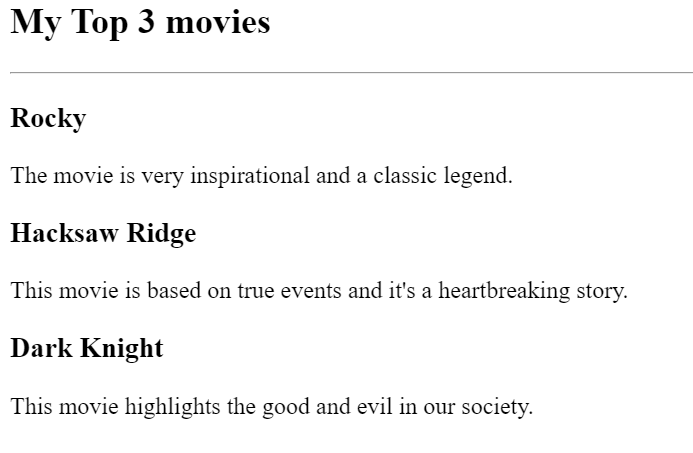 My Top 3 movies
Rocky
The movie is very inspirational and a classic legend.
Hacksaw Ridge
This movie is based on true events and it's a heartbreaking story.
Dark Knight
This movie highlights the good and evil in our society.